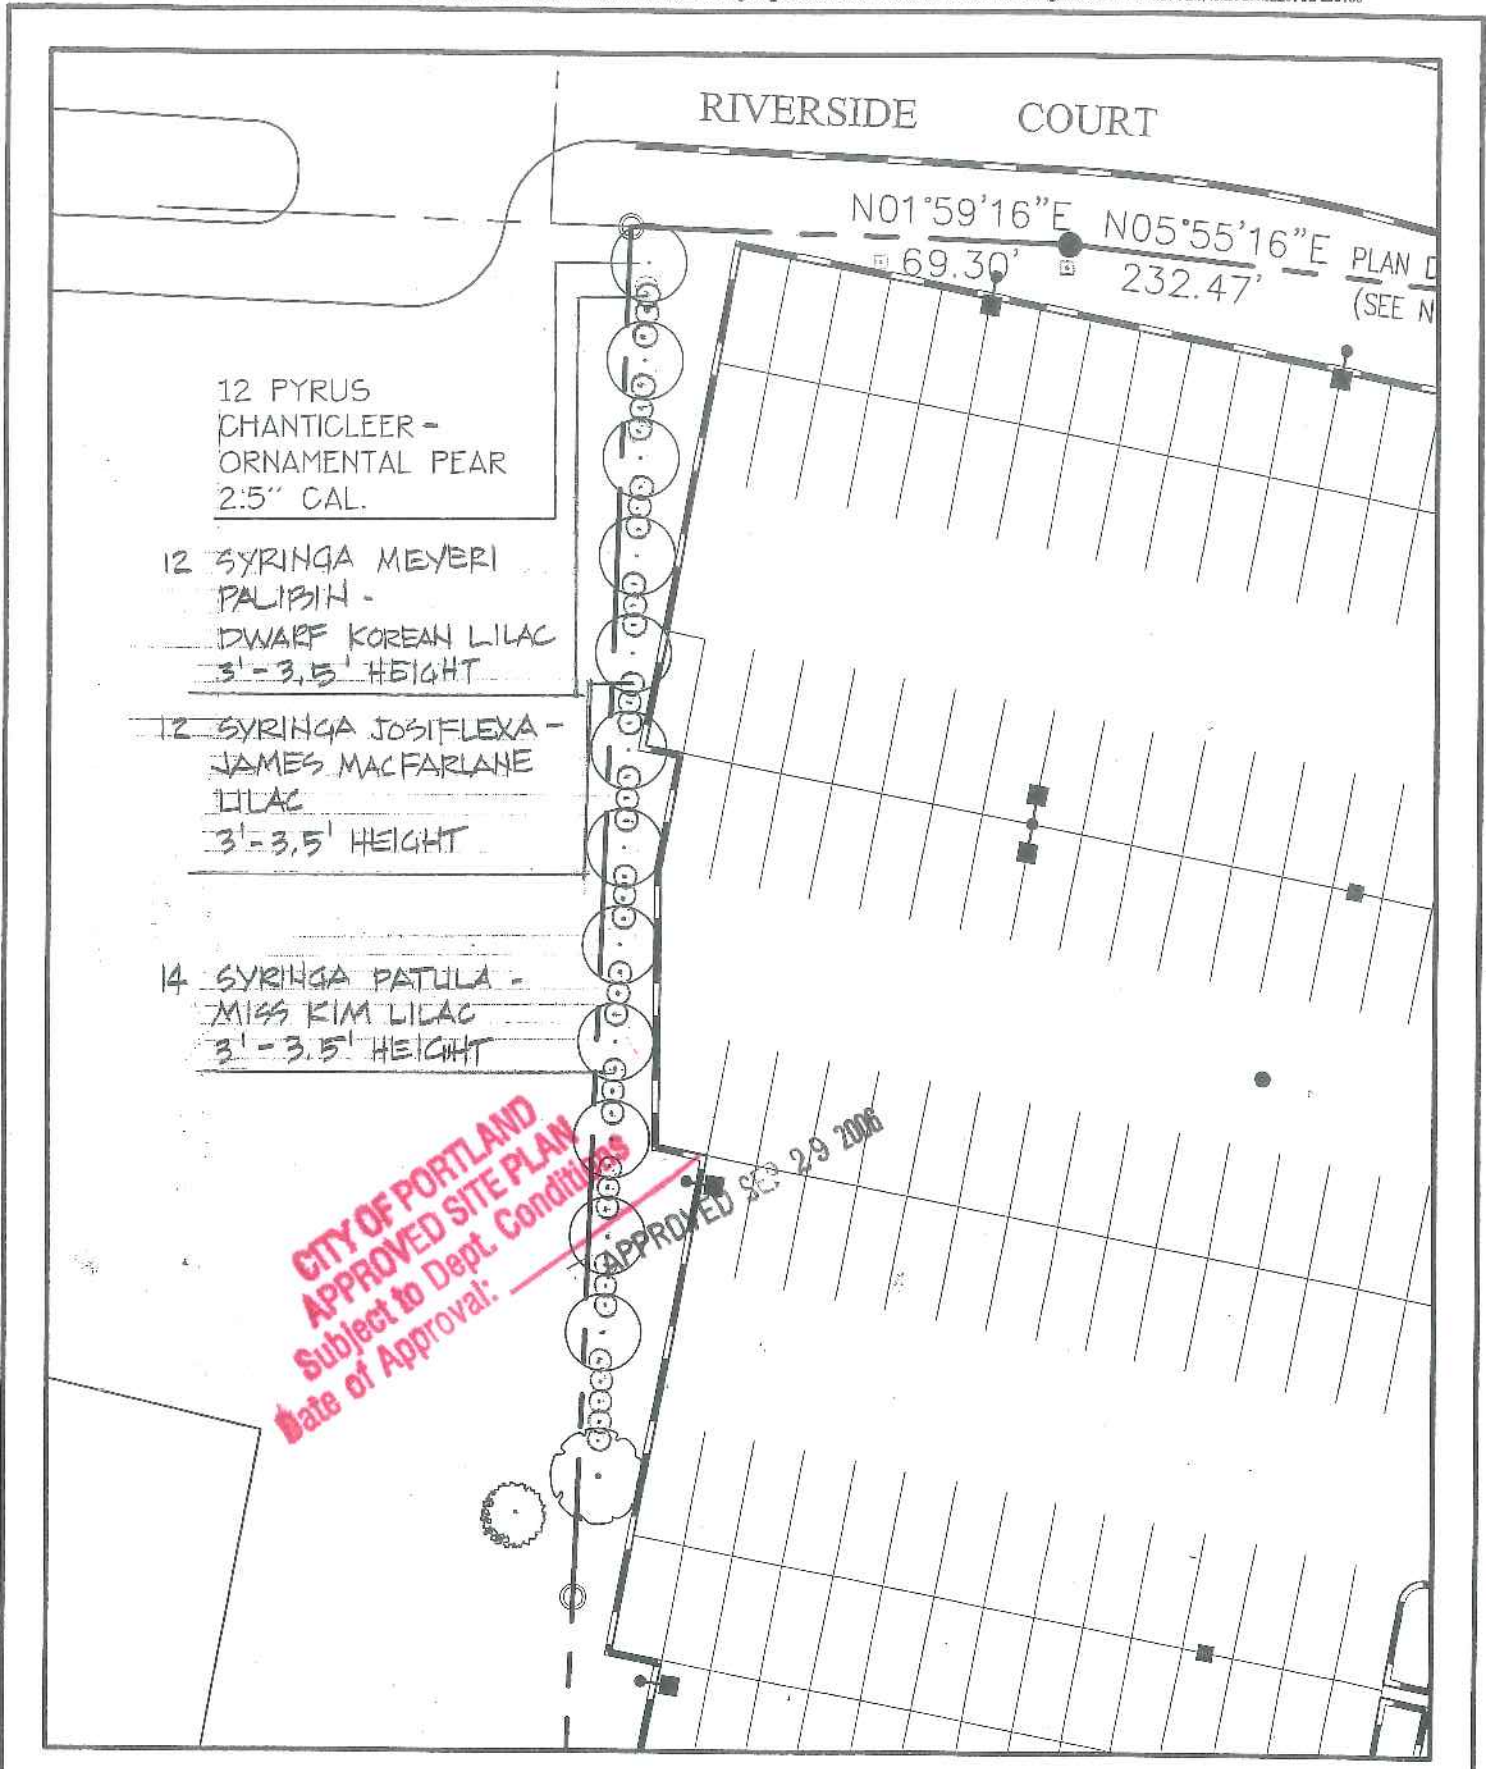 RIVERSIDE COURT
N01°59'16"E N05°55'16"E PLAN
69.30' 232.47' (SEE N
12 PYRUS
CHANTICLEER -
ORNAMENTAL PEAR
2.5" CAL.
12 SYRINGA MEYERI
PALIBIN -
DWARF KOREAN LILAC
3'-3.5' HEIGHT
12 SYRINGA JOSIFLEXA -
JAMES MACFARLANE
LILAC
3'-3.5' HEIGHT
14 SYRINGA PATULA -
MISS KIM LILAC
3'-3.5' HEIGHT
CITY OF PORTLAND
APPROVED SITE PLAN
Subject to Dept. Conditions
Date of Approval:
APPROVED SEP 29 2006